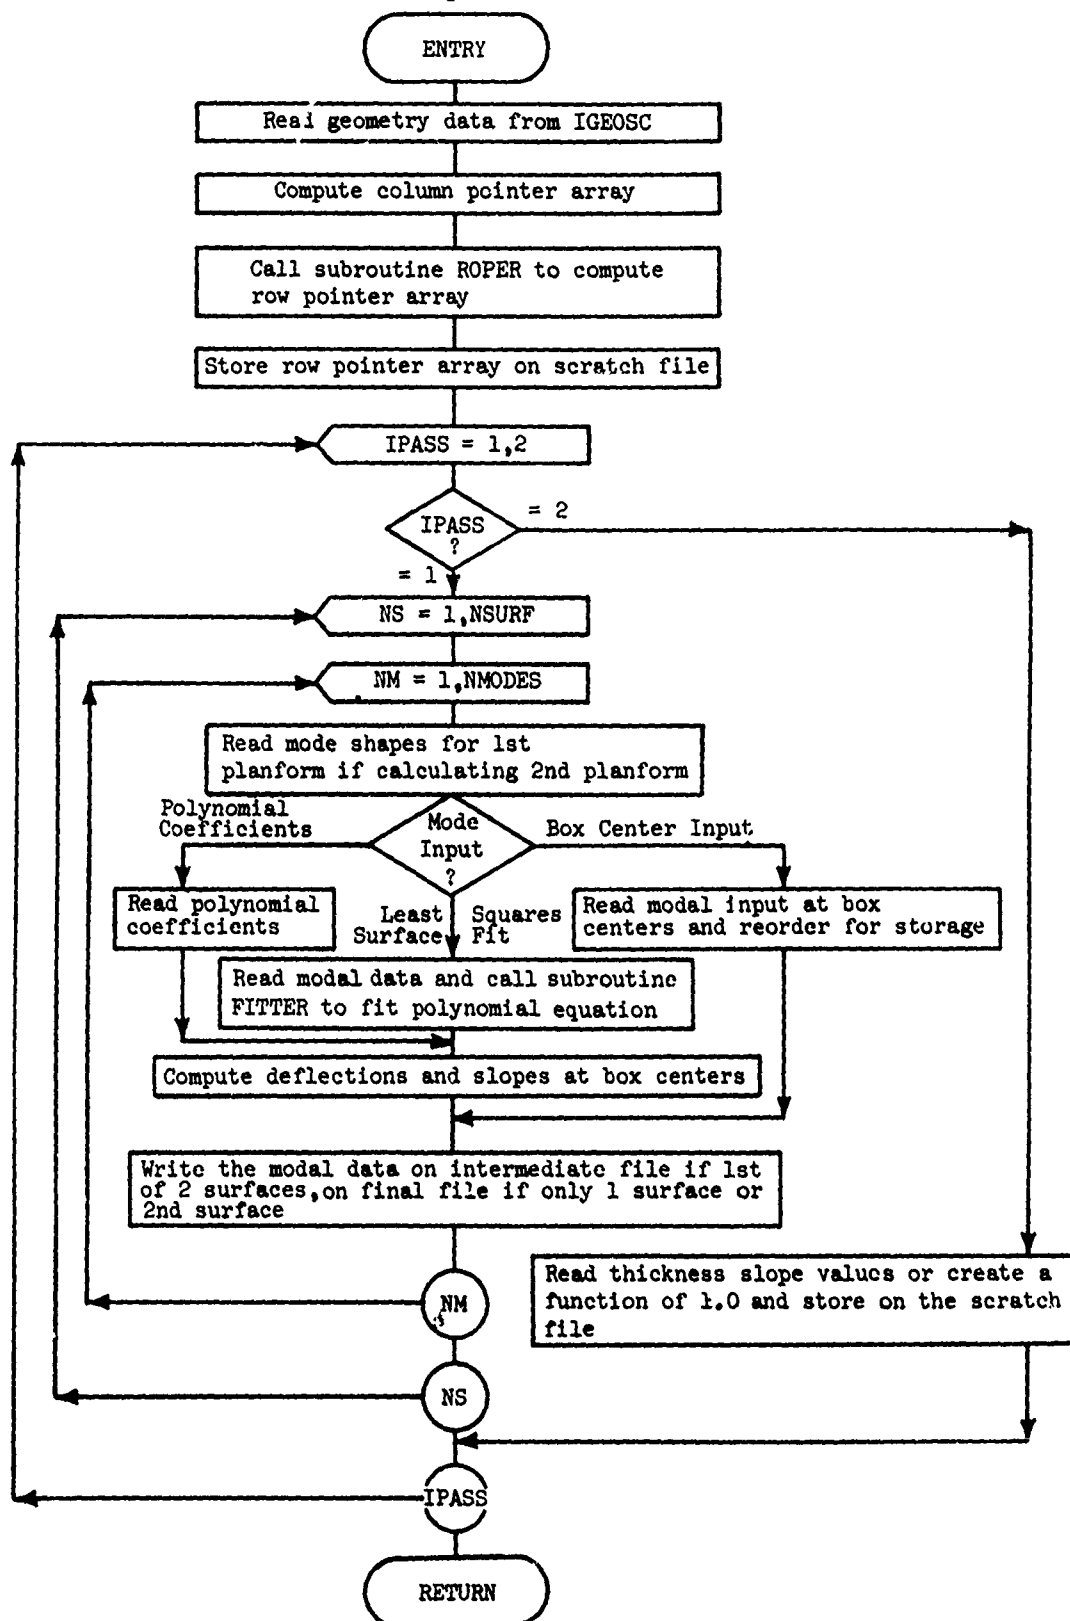 ENTRY
Read geometry data from IGEOSC
Compute column pointer array
Call subroutine ROPER to compute
row pointer array
Store row pointer array on scratch file
IPASS = 1,2
IPASS
?
= 2
= 1
NS = 1,NSURF
NM = 1,NMODES
Read mode shapes for 1st
planform if calculating 2nd planform
Mode
Input
?
Polynomial
Coefficients
Box Center Input
Read polynomial
coefficients
Least Squares
Surface Fit
Read modal input at box
centers and reorder for storage
Read modal data and call subroutine
FITTER to fit polynomial equation
Compute deflections and slopes at box centers
Write the modal data on intermediate file if 1st
of 2 surfaces,on final file if only 1 surface or
2nd surface
Read thickness slope values or create a
function of 1.0 and store on the scratch
file
NM
NS
IPASS
RETURN